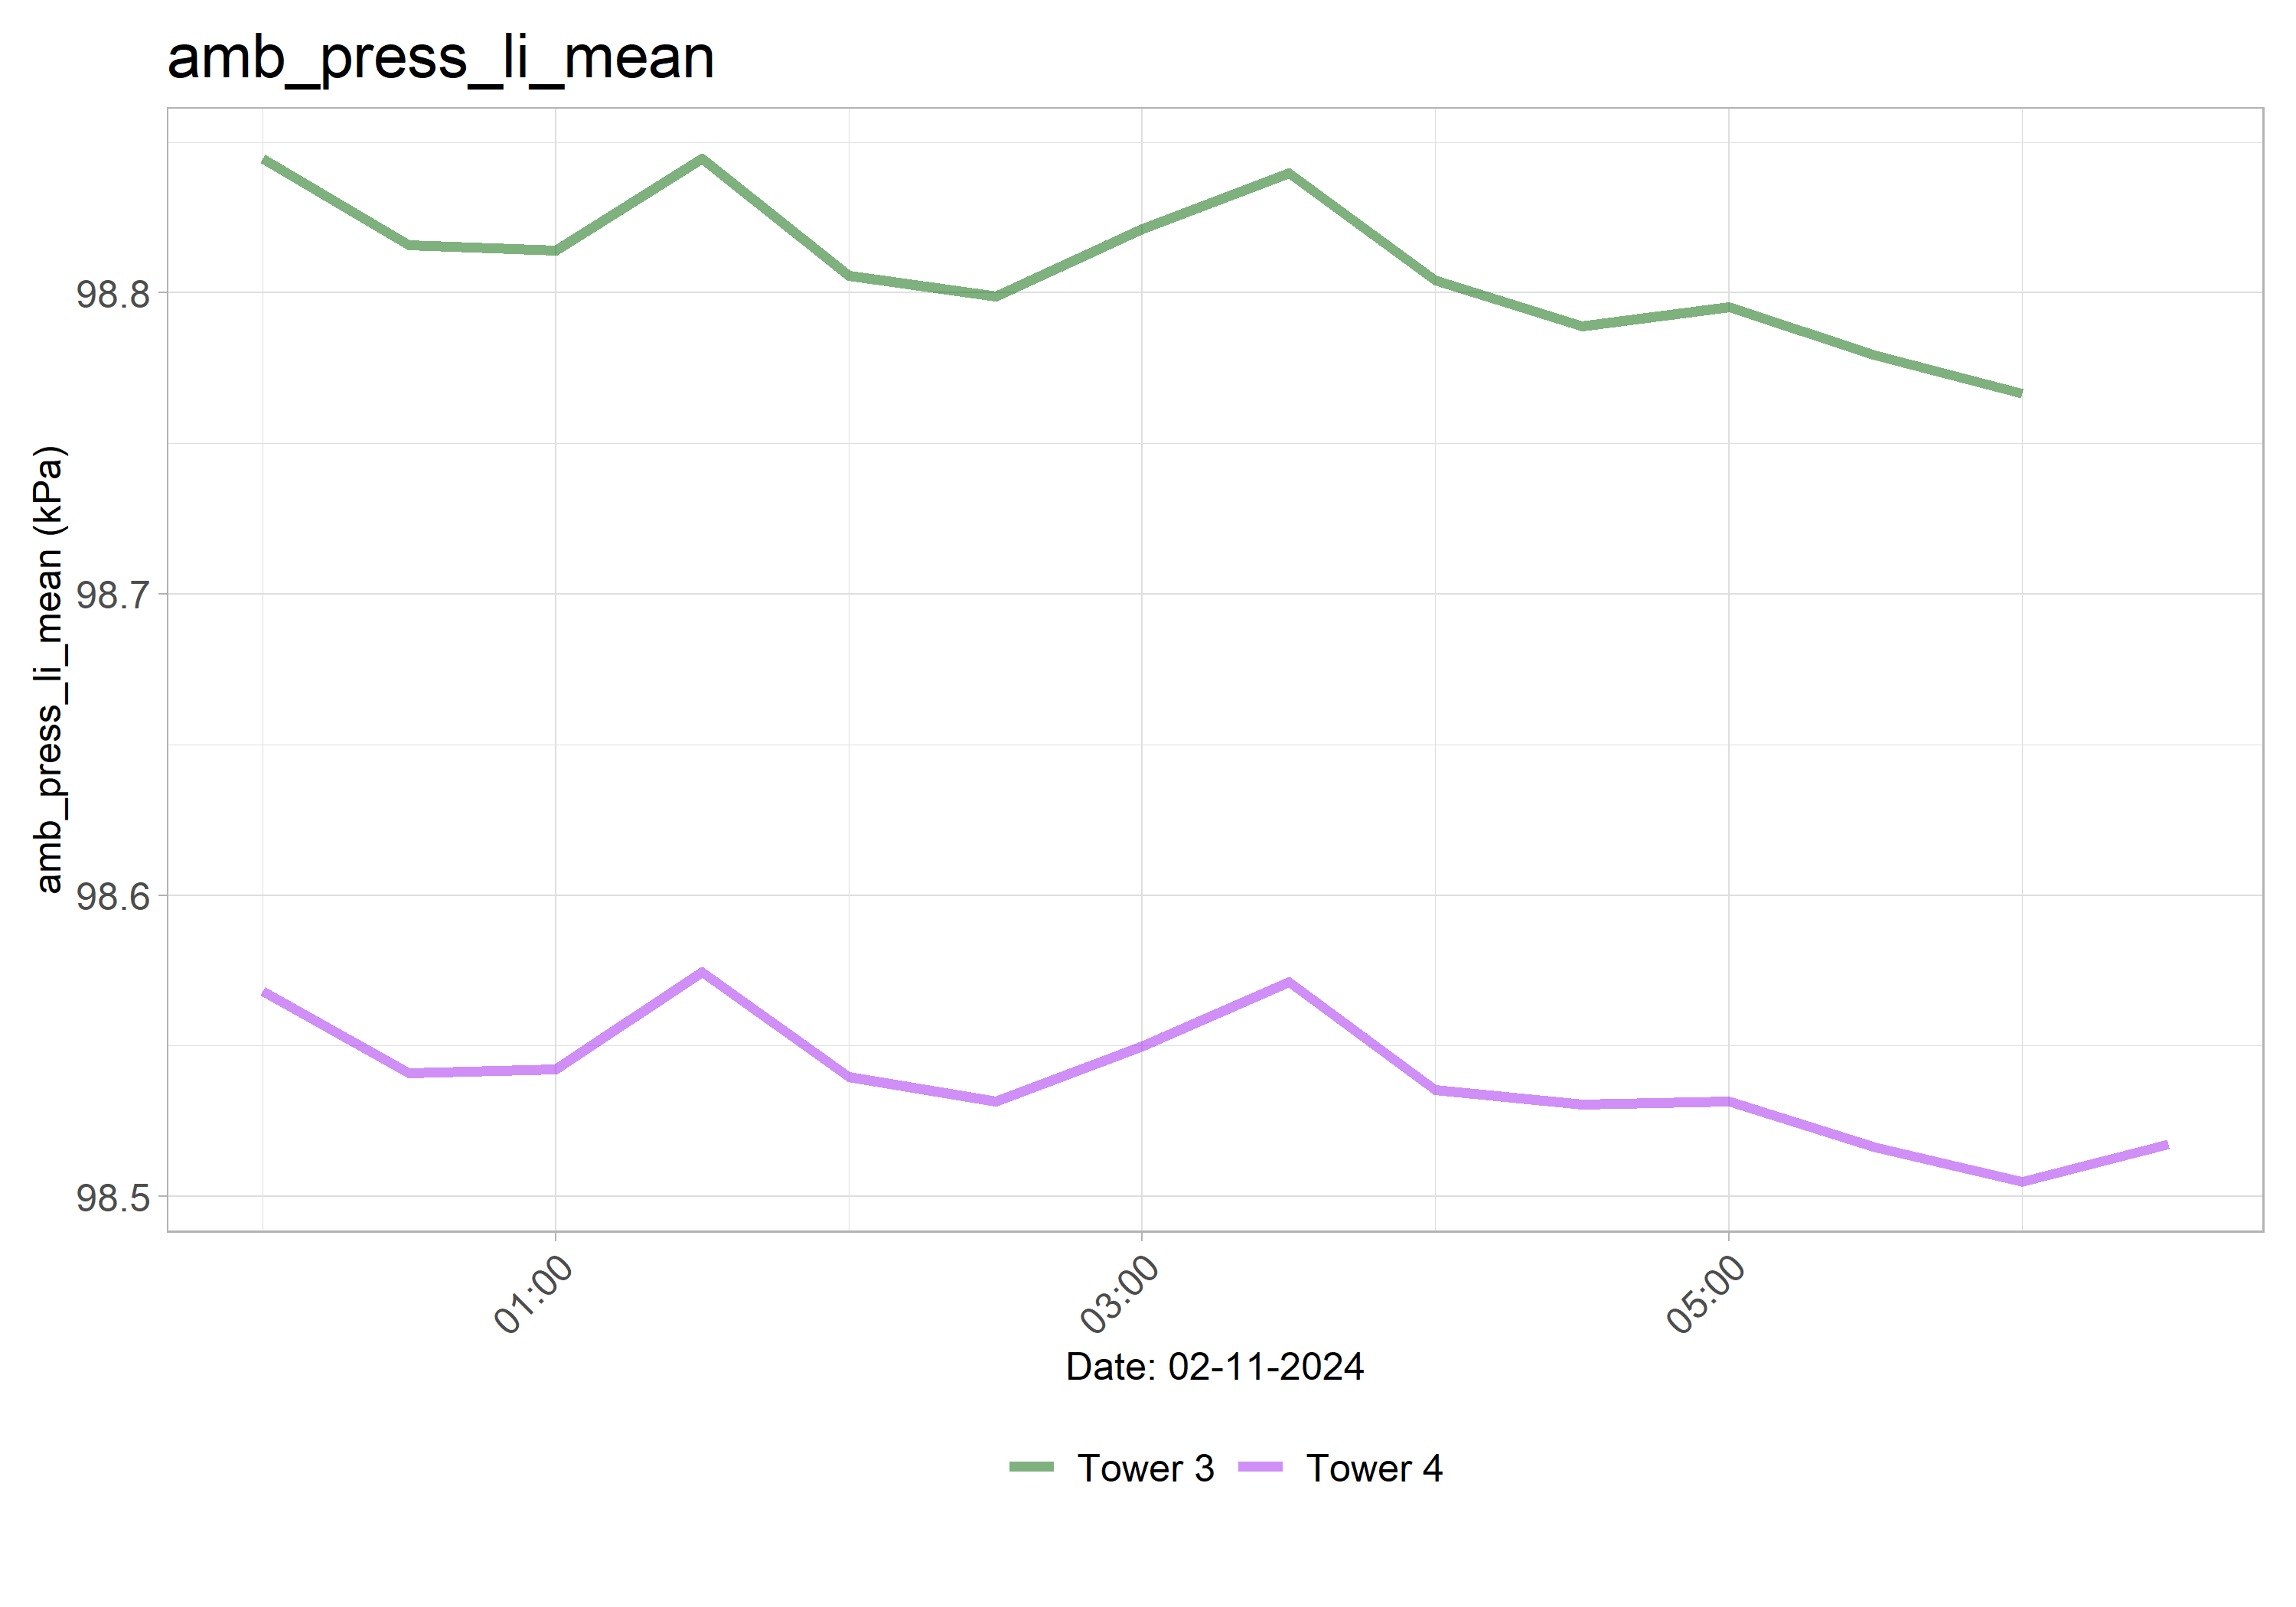 amb_press_li_mean
amb_press_li_mean (kPa)
98.8
98.7
98.6
98.5
01:00
03:00
05:00
Date: 02-11-2024
Tower 3
Tower 4